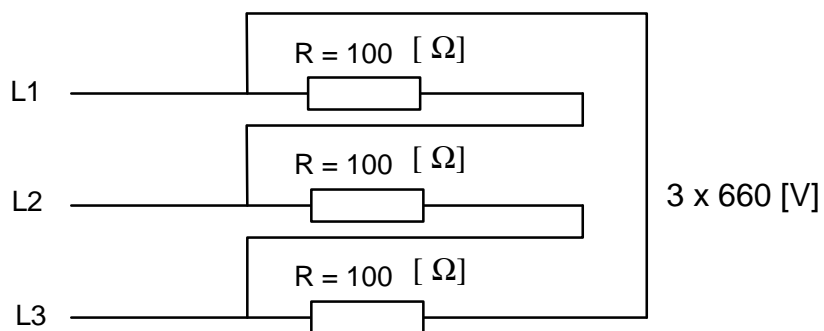 R = 100 [ Ω]
L1
R = 100 [ Ω]
L2
3 x 660 [V]
R = 100 [ Ω]
L3